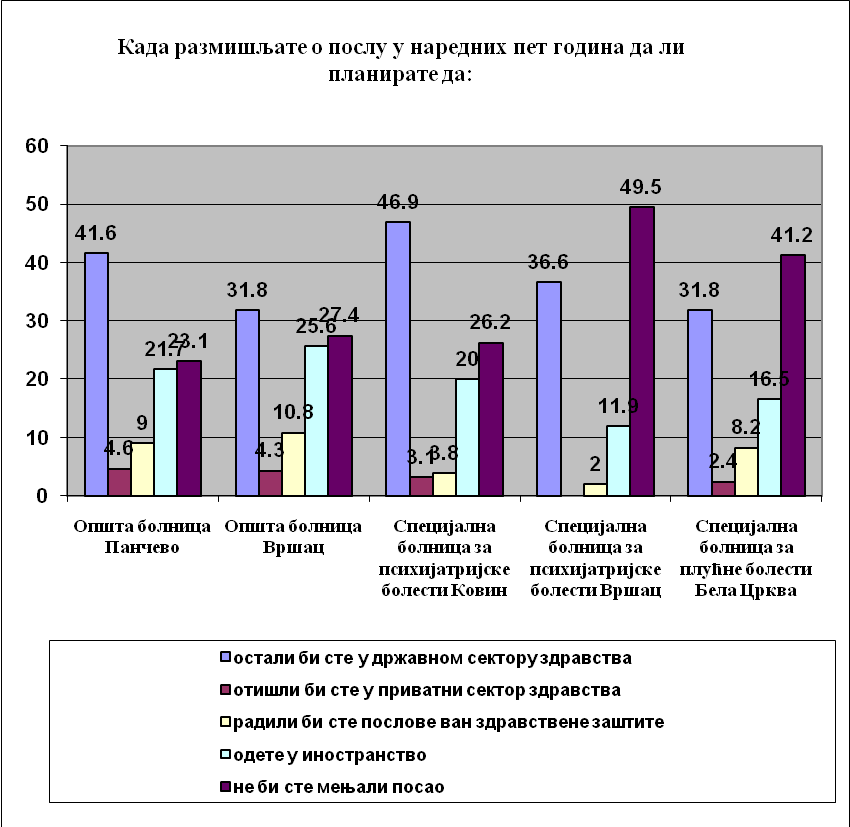 Када размишљате о послу у наредних пет година да ли
планирате да:
60
50
40
30
20
10
0
41.6
4.6
9
21.7
23.1
31.8
4.3
10.8
25.6
27.4
46.9
3.1
3.8
20
26.2
36.6
2
11.9
49.5
31.8
2.4
8.2
16.5
41.2
Општа болница
Панчево
Општа болница
Вршац
Специјална
болница за
психијатријске
болести Ковин
Специјална
болница за
психијатријске
болести Вршац
Специјална
болница за
плућне болести
Бела Црква
остали би сте у државном сектору здравства
отишли би сте у приватни сектор здравства
радили би сте послове ван здравствене заштите
одете у иностранство
не би сте мењали посао